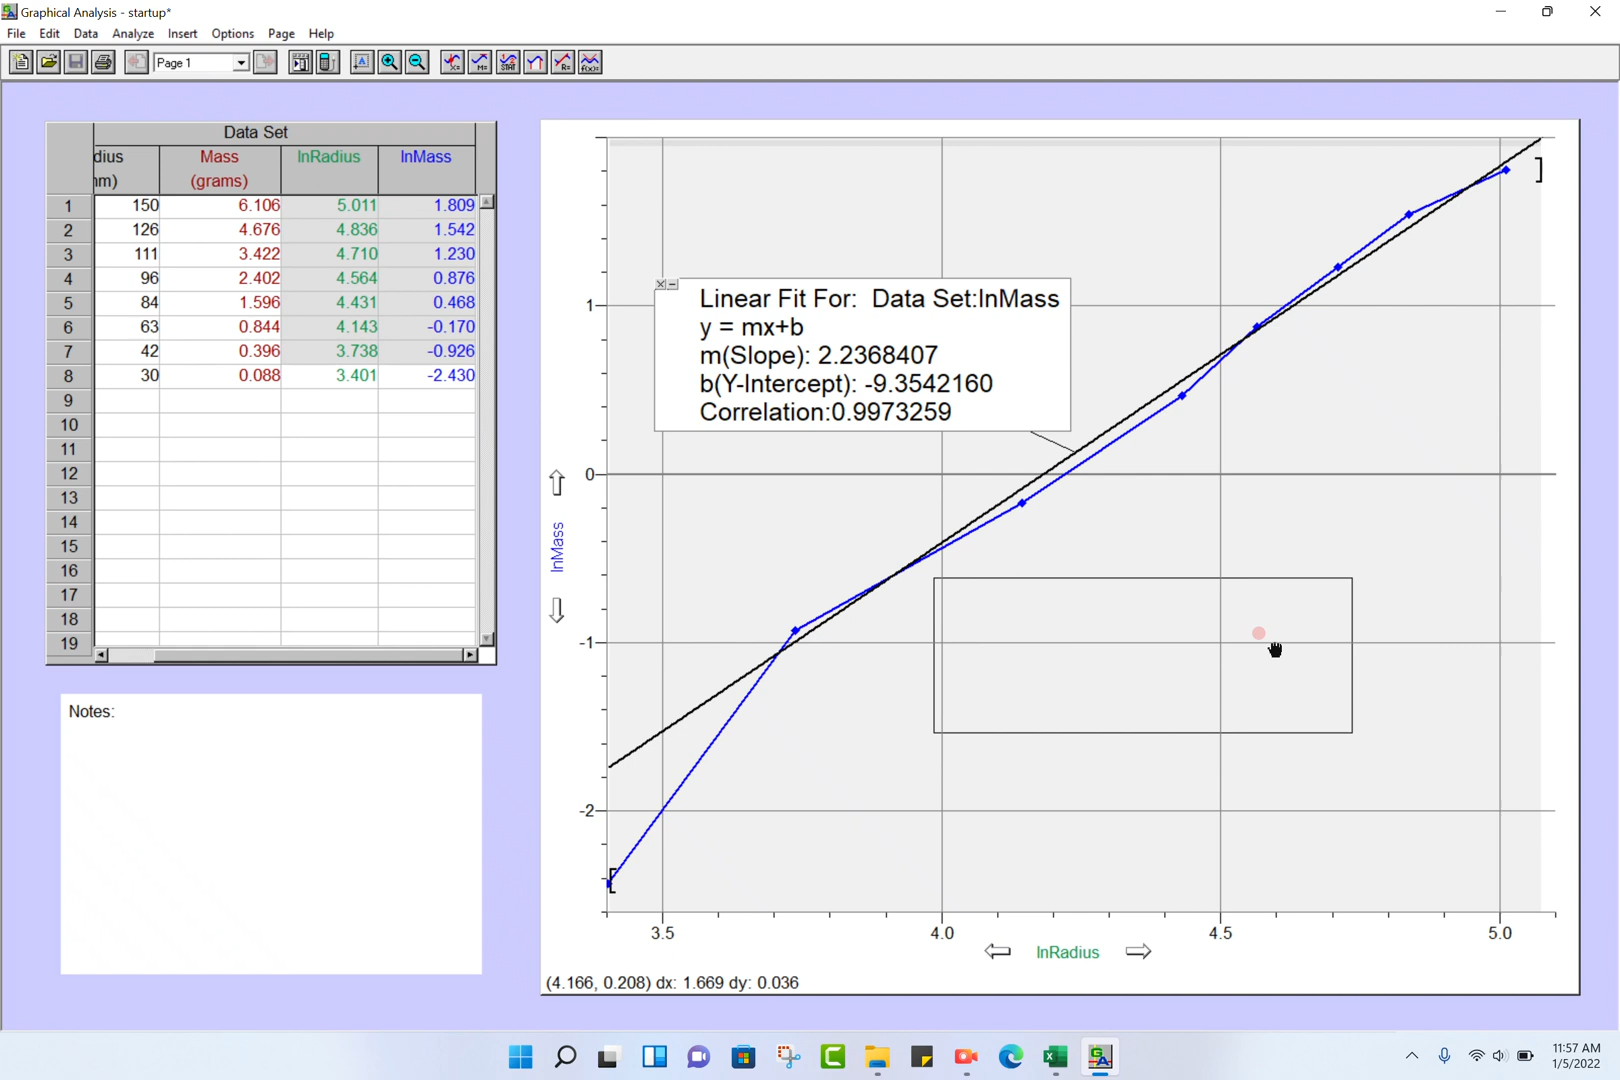 Graphical Analysis - startup*
File Edit Data Analyze Insert Options Page Help
Page 1
X= M= STAT R= f(x)=
Data Set
dius Mass lnRadius lnMass
m) (grams)
1 150 6.106 5.011 1.809
2 126 4.676 4.836 1.542
3 111 3.422 4.710 1.230
4 96 2.402 4.564 0.876
5 84 1.596 4.431 0.468
6 63 0.844 4.143 -0.170
7 42 0.396 3.738 -0.926
8 30 0.088 3.401 -2.430
9
10
11
12
13
14
15
16
17
18
19
Notes:
Linear Fit For: Data Set:lnMass
y = mx+b
m(Slope): 2.2368407
b(Y-Intercept): -9.3542160
Correlation:0.9973259
1
0
-1
-2
lnMass
3.5 4.0 4.5 5.0
lnRadius
(4.166, 0.208) dx: 1.669 dy: 0.036
11:57 AM
1/5/2022